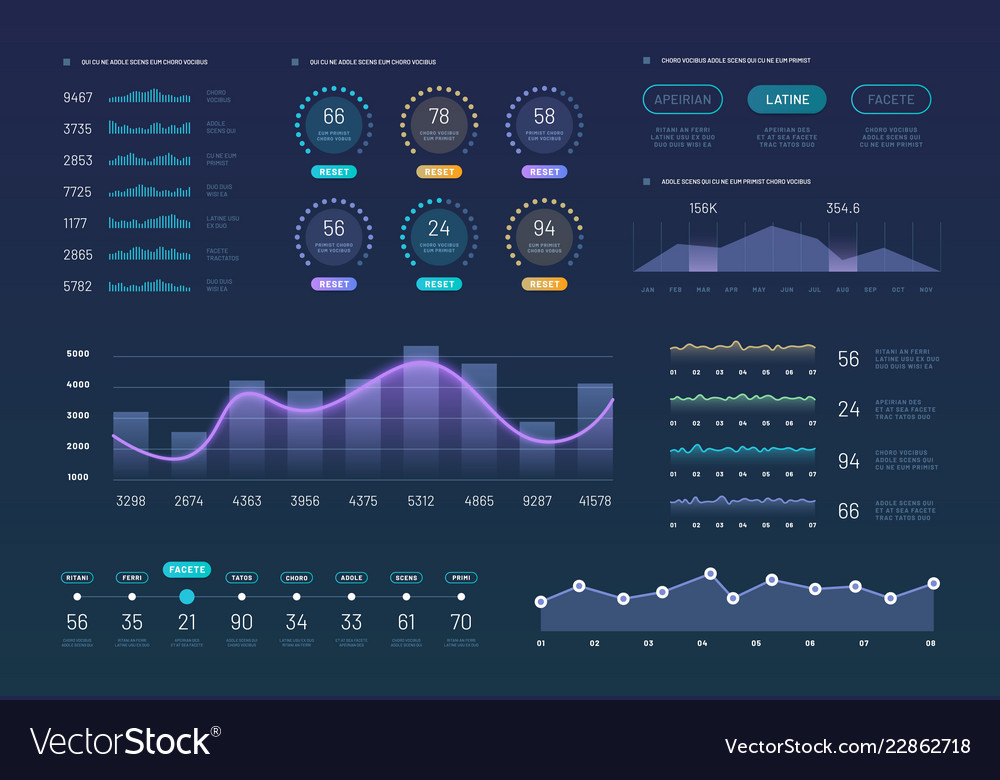 QUI CU NE ADOLE SCENS EUM CHORO VOCIBUS
9467
CHORO
VOCIBUS
3735
ADOLE
SCENS QUI
2853
CU NE EUM
PRIMIST
7725
DUO DUIS
WISI EA
1177
LATINE USU
EX DUO
2865
FACETE
TRACTATOS
5782
DUO DUIS
WISI EA
QUI CU NE ADOLE SCENS EUM CHORO VOCIBUS
66
EUM PRIMIST
CHORO VOBUS
RESET
78
CHORO VOCIBUS
EUM PRIMIST
RESET
58
EUM PRIMIST
CHORO VOBUS
RESET
56
PRIMIST CHORO
EUM VOCIBUS
RESET
24
CHORO VOCIBUS
EUM PRIMIST
RESET
94
EUM PRIMIST
CHORO VOBUS
RESET
CHORO VOCIBUS ADOLE SCENS QUI CU NE EUM PRIMIST
APEIRIAN
LATINE
FACETE
RITANI AN FERRI
LATINE USU EX DUO
DUO DUIS WISI EA
APEIRIAN DES
ET AT SEA FACETE
TRAC TATOS DUO
CHORO VOCIBUS
ADOLE SCENS QUI
CU NE EUM PRIMIST
ADOLE SCENS QUI CU NE EUM PRIMIST CHORO VOCIBUS
156K
354.6
JAN FEB MAR APR MAY JUN JUL AUG SEP OCT NOV
5000
4000
3000
2000
1000
3298 2674 4363 3956 4375 5312 4865 9287 41578
01 02 03 04 05 06 07
56
RITANI AN FERRI
LATINE USU EX DUO
DUO DUIS WISI EA
01 02 03 04 05 06 07
24
APEIRIAN DES
ET AT SEA FACETE
TRAC TATOS DUO
01 02 03 04 05 06 07
94
CHORO VOCIBUS
ADOLE SCENS QUI
CU NE EUM PRIMIST
01 02 03 04 05 06 07
66
ADOLE SCENS QUI
ET AT SEA FACETE
TRAC TATOS DUO
RITANI FERRI FACETE TATOS CHORO ADOLE SCENS PRIMI
56 35 21 90 34 33 61 70
CHORO VOCIBUS
ADOLE SCENS QUI
RITANI AN FERRI
LATINE USU EX DUO
APEIRIAN DES
ET AT SEA FACETE
ADOLE SCENS QUI
CHORO VOCIBUS
LATINE USU EX DUO
RITANI AN FERRI
ET AT SEA FACETE
APEIRIAN DES
CHORO VOCIBUS
ADOLE SCENS QUI
RITANI AN FERRI
LATINE USU EX DUO
01 02 03 04 05 06 07 08
VectorStock®
VectorStock.com/22862718